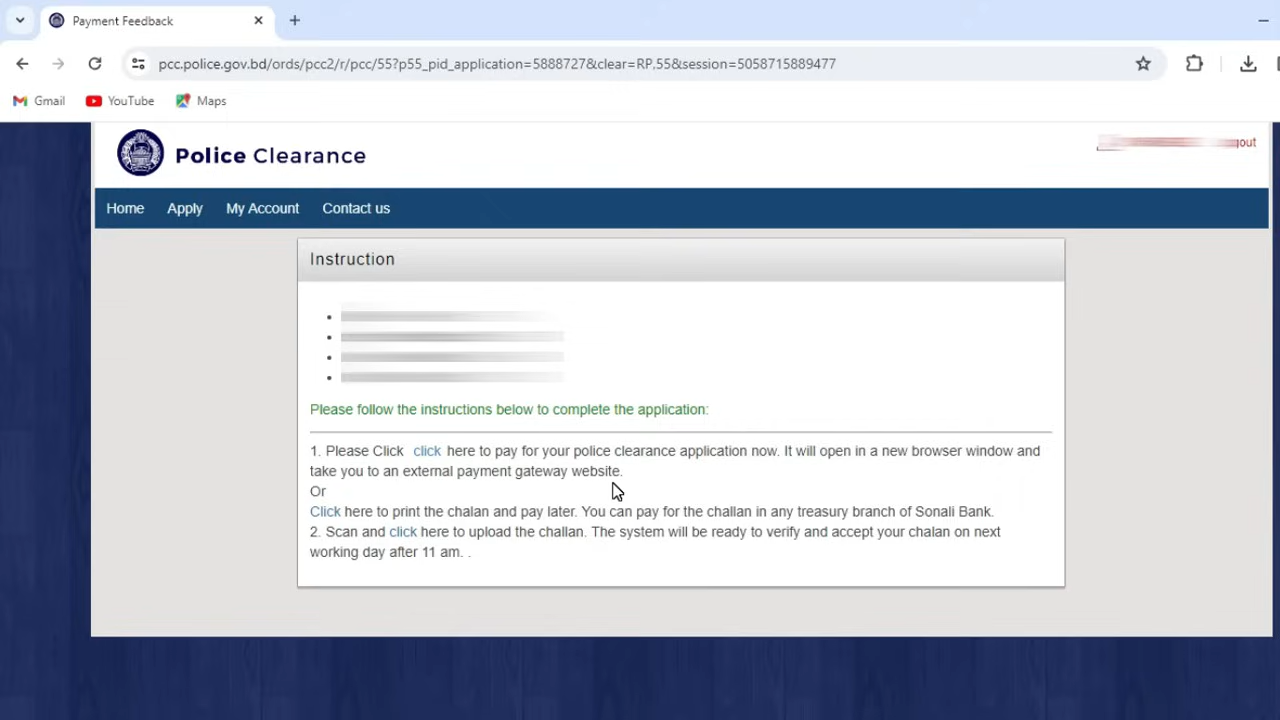 Payment Feedback
pcc.police.gov.bd/ords/pcc2/r/pcc/55?p55_pid_application=5888727&clear=RP,55&session=5058715889477
Gmail YouTube Maps
Police Clearance
Home Apply My Account Contact us
Instruction
Please follow the instructions below to complete the application:
1. Please Click click here to pay for your police clearance application now. It will open in a new browser window and
take you to an external payment gateway website.
Or
Click here to print the chalan and pay later. You can pay for the challan in any treasury branch of Sonali Bank.
2. Scan and click here to upload the challan. The system will be ready to verify and accept your chalan on next
working day after 11 am. .